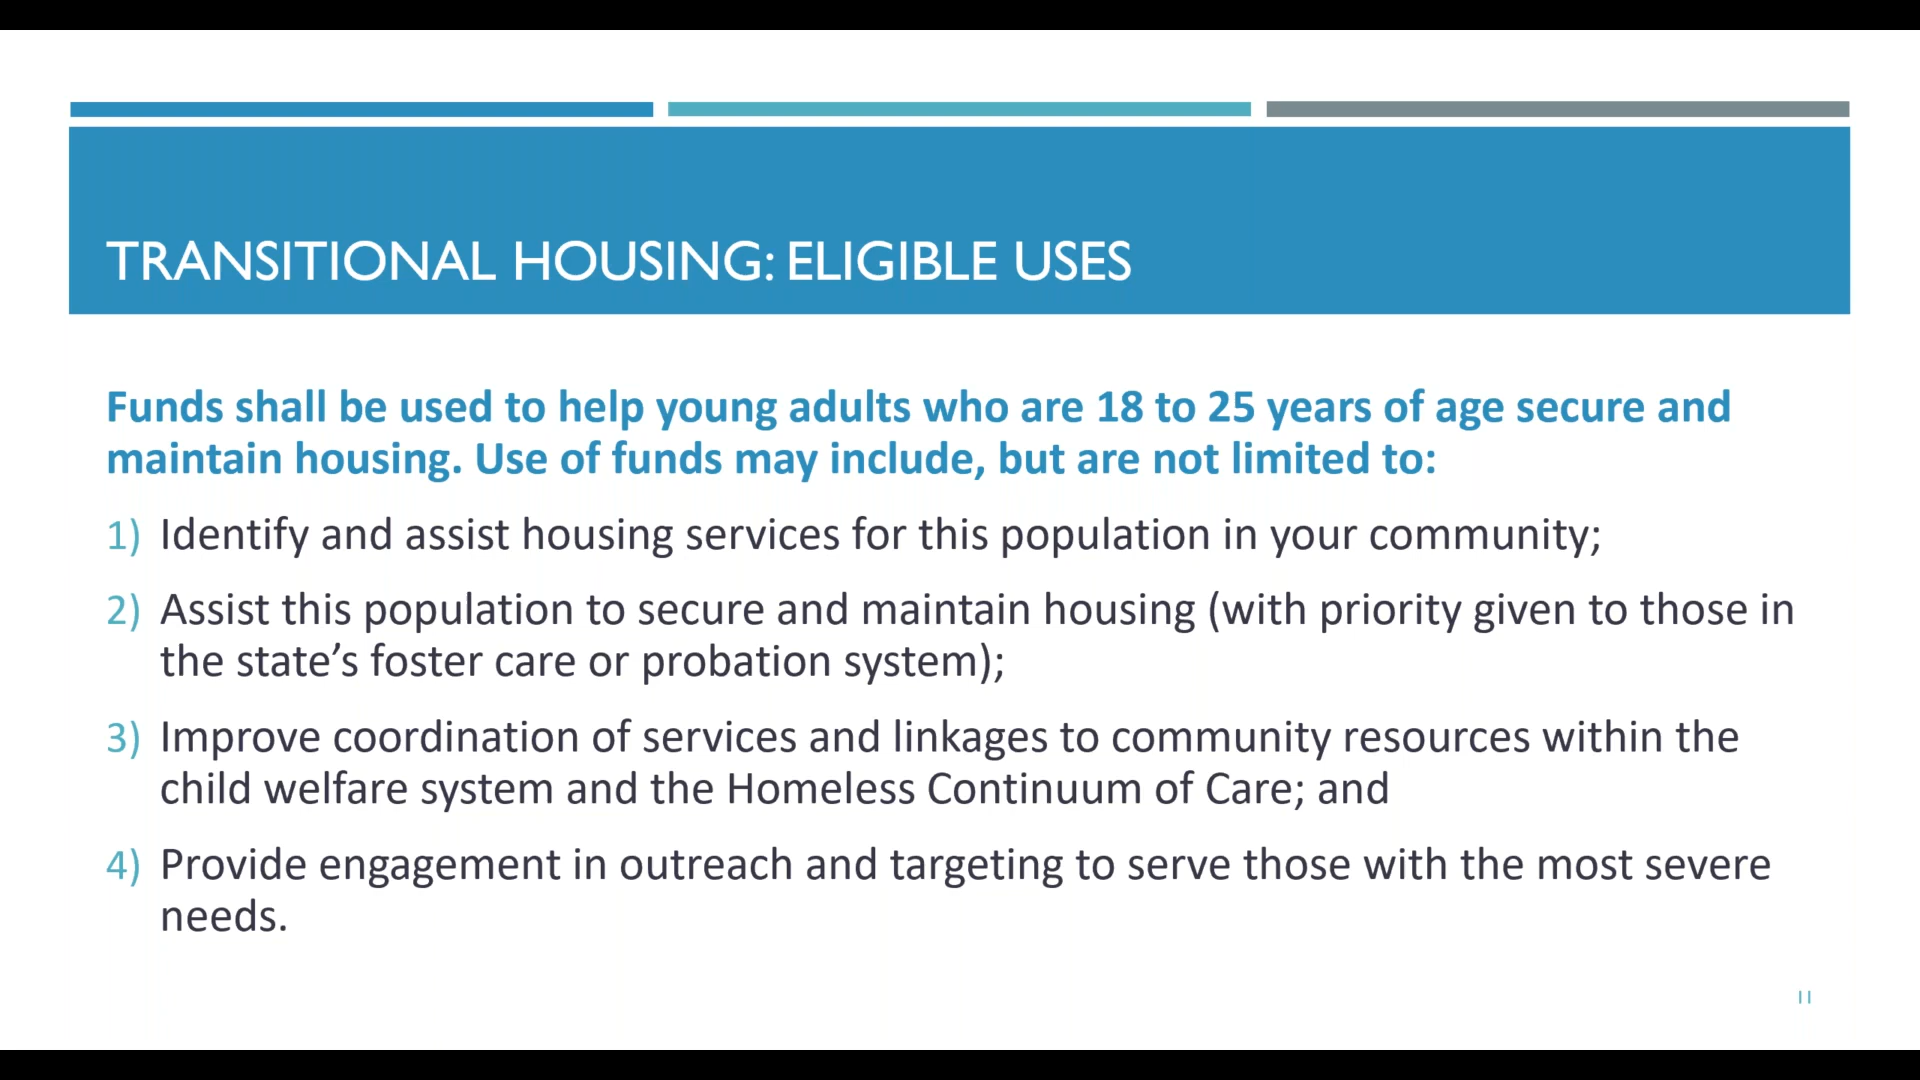 TRANSITIONAL HOUSING: ELIGIBLE USES
Funds shall be used to help young adults who are 18 to 25 years of age secure and
maintain housing. Use of funds may include, but are not limited to:
1) Identify and assist housing services for this population in your community;
2) Assist this population to secure and maintain housing (with priority given to those in
the state’s foster care or probation system);
3) Improve coordination of services and linkages to community resources within the
child welfare system and the Homeless Continuum of Care; and
4) Provide engagement in outreach and targeting to serve those with the most severe
needs.
11